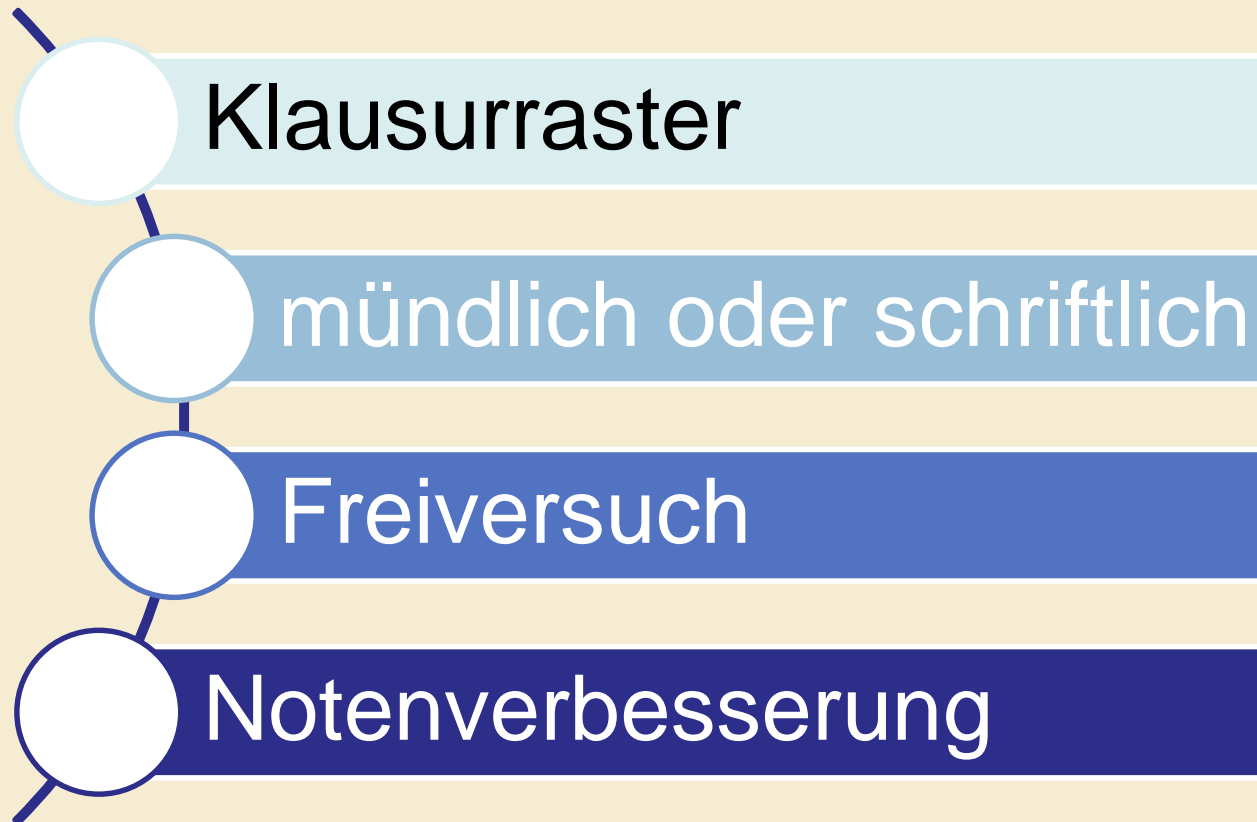 Klausurraster
mündlich oder schriftlich
Freiversuch
Notenverbesserung